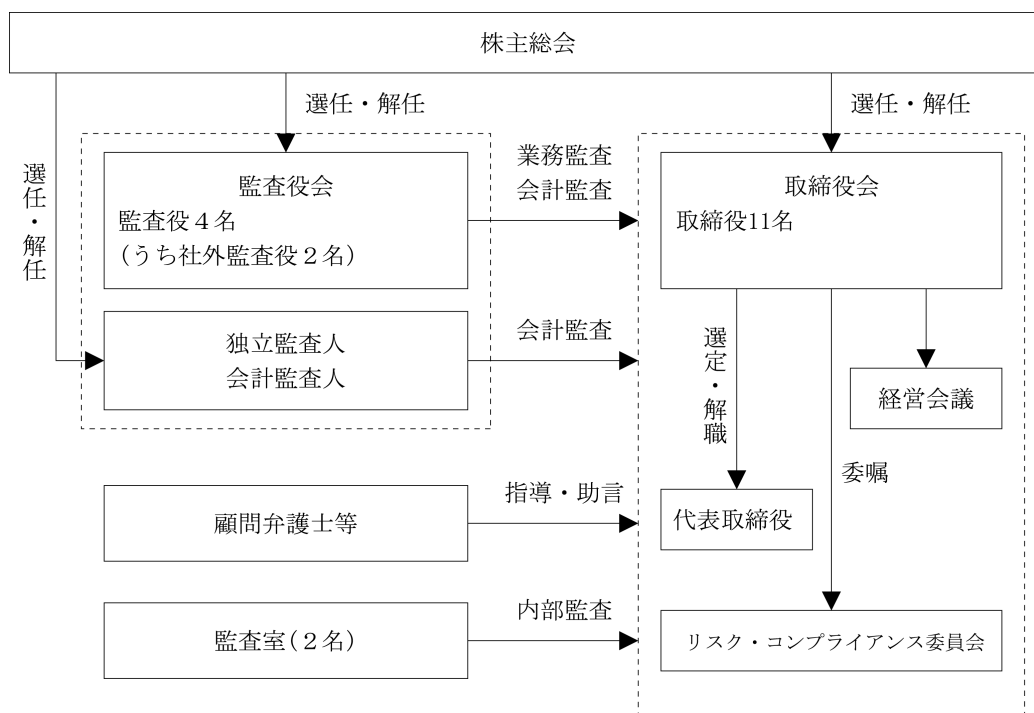 株主総会
選任・解任
選任・解任
選任・解任
監査役会
監査役４名
(うち社外監査役２名)
業務監査
会計監査
取締役会
取締役11名
独立監査人
会計監査人
会計監査
選定・解職
経営会議
委嘱
顧問弁護士等
指導・助言
代表取締役
監査室(２名)
内部監査
リスク・コンプライアンス委員会